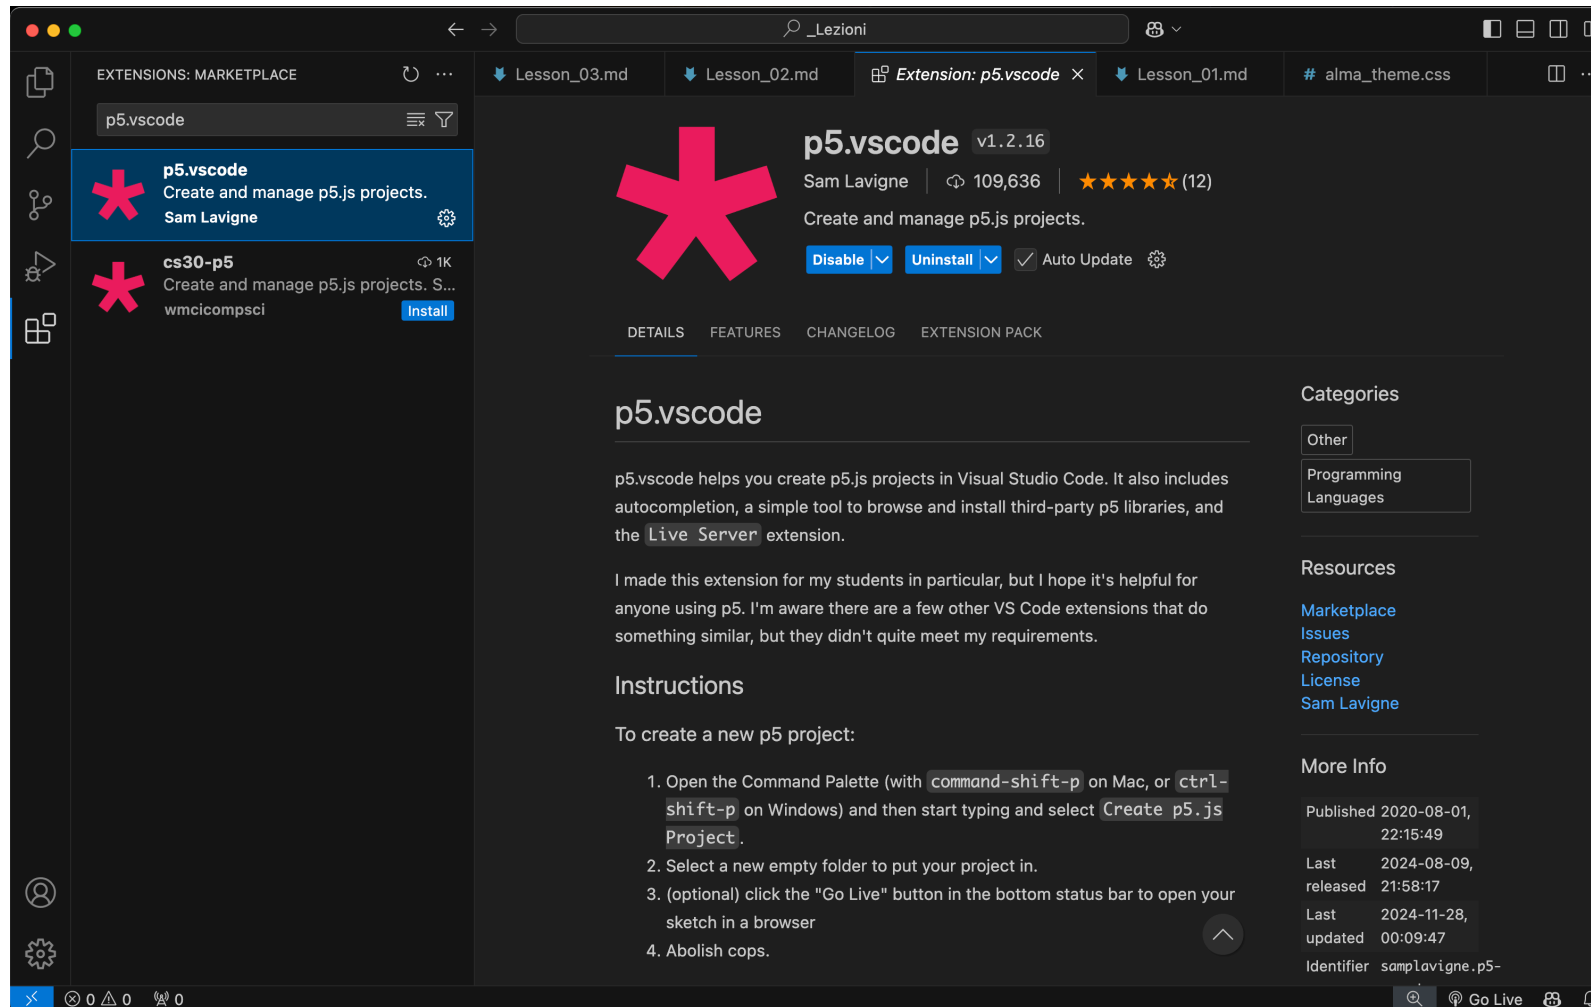 _Lezioni
EXTENSIONS: MARKETPLACE
p5.vscode
p5.vscode
Create and manage p5.js projects.
Sam Lavigne
cs30-p5
1K
Create and manage p5.js projects. S...
wmcicompsci
Install
Lesson_03.md
Lesson_02.md
Extension: p5.vscode
Lesson_01.md
# alma_theme.css
p5.vscode v1.2.16
Sam Lavigne 109,636 (12)
Create and manage p5.js projects.
Disable Uninstall Auto Update
DETAILS FEATURES CHANGELOG EXTENSION PACK
p5.vscode
p5.vscode helps you create p5.js projects in Visual Studio Code. It also includes
autocompletion, a simple tool to browse and install third-party p5 libraries, and
the Live Server extension.
I made this extension for my students in particular, but I hope it's helpful for
anyone using p5. I'm aware there are a few other VS Code extensions that do
something similar, but they didn't quite meet my requirements.
Instructions
To create a new p5 project:
1. Open the Command Palette (with command-shift-p on Mac, or ctrl-
shift-p on Windows) and then start typing and select Create p5.js
Project.
2. Select a new empty folder to put your project in.
3. (optional) click the "Go Live" button in the bottom status bar to open your
sketch in a browser
4. Abolish cops.
Categories
Other
Programming
Languages
Resources
Marketplace
Issues
Repository
License
Sam Lavigne
More Info
Published 2020-08-01,
22:15:49
Last 2024-08-09,
released 21:58:17
Last 2024-11-28,
updated 00:09:47
Identifier samplavigne.p5-
0 0 0
Go Live